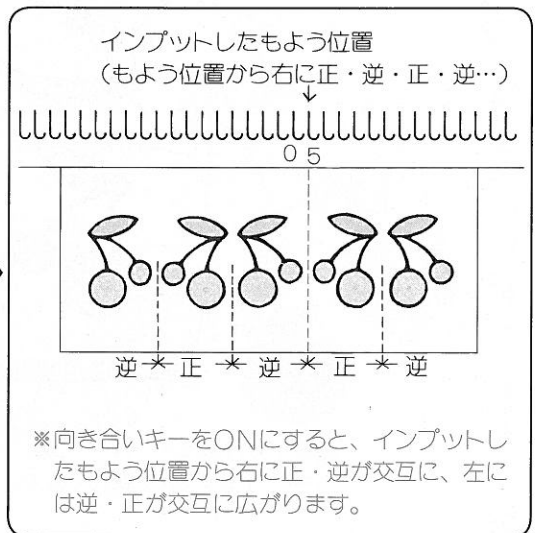 インプットしたもよう位置
(もよう位置から右に正・逆・正・逆…)
↓
0 5
逆 正 逆 正 逆
※向き合いキーをONにすると、インプットし
たもよう位置から右に正・逆が交互に、左に
は逆・正が交互に広がります。